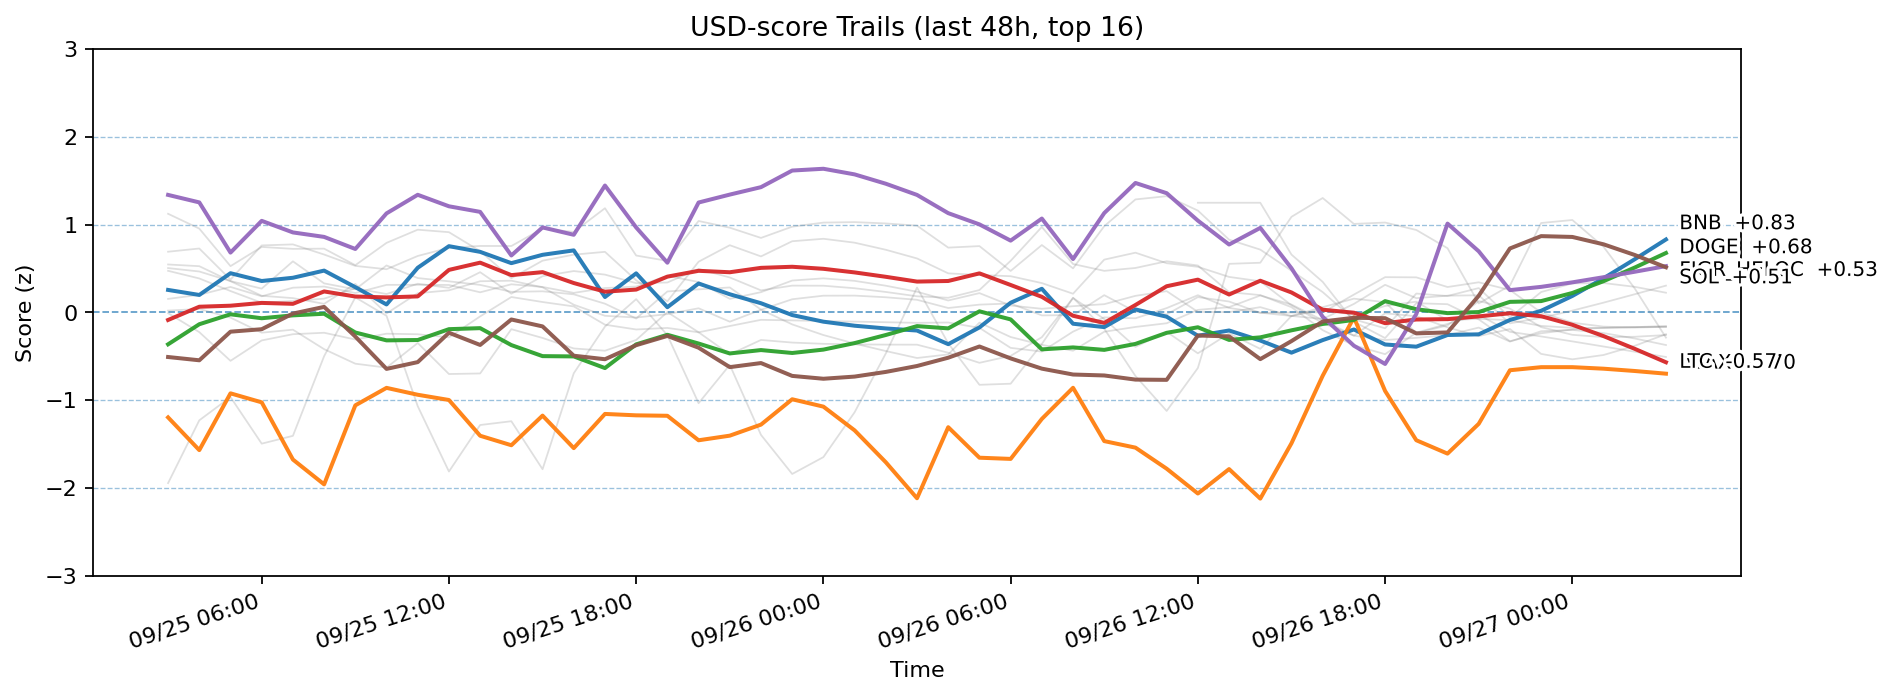 USD-score Trails (last 48h, top 16)
3
2
1
0
−1
−2
−3
Score (z)
BNB +0.83
DOGE +0.68
+0.53
SOL +0.51
LTC
09/25 06:00
09/25 12:00
09/25 18:00
09/26 00:00
09/26 06:00
09/26 12:00
09/26 18:00
09/27 00:00
Time